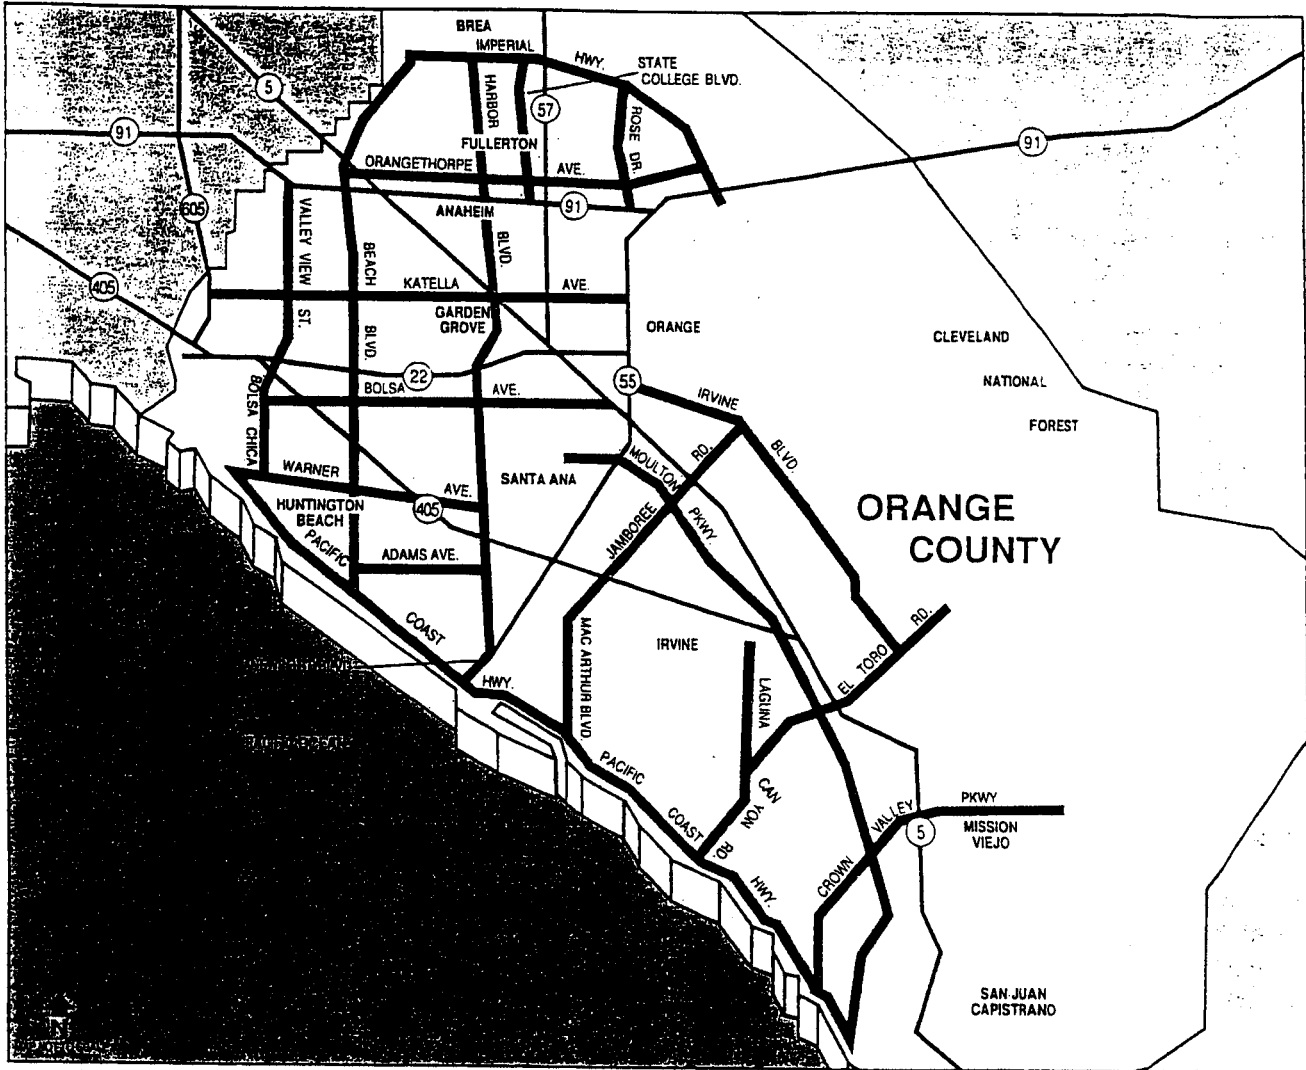 BREA
IMPERIAL
HWY.
STATE
COLLEGE BLVD.
5
HARBOR
57
ROSE DR.
91
FULLERTON
91
ORANGETHORPE
AVE.
605
VALLEY VIEW ST.
ANAHEIM
91
BLVD.
BEACH
BLVD.
405
KATELLA
AVE.
GARDEN
GROVE
ORANGE
CLEVELAND
NATIONAL
FOREST
22
55
BOLSA
AVE.
BOLSA CHICA
IRVINE
BLVD.
WARNER
AVE.
405
SANTA ANA
MOULTON
PKWY.
JAMBOREE
RD.
HUNTINGTON
BEACH
ORANGE
COUNTY
PACIFIC
COAST
HWY.
ADAMS AVE.
MAC ARTHUR BLVD.
IRVINE
LAGUNA
CAN
YON
RD.
EL TORO
RD.
PACIFIC
COAST
HWY.
CROWN
VALLEY
PKWY
5
MISSION
VIEJO
SAN JUAN
CAPISTRANO
N